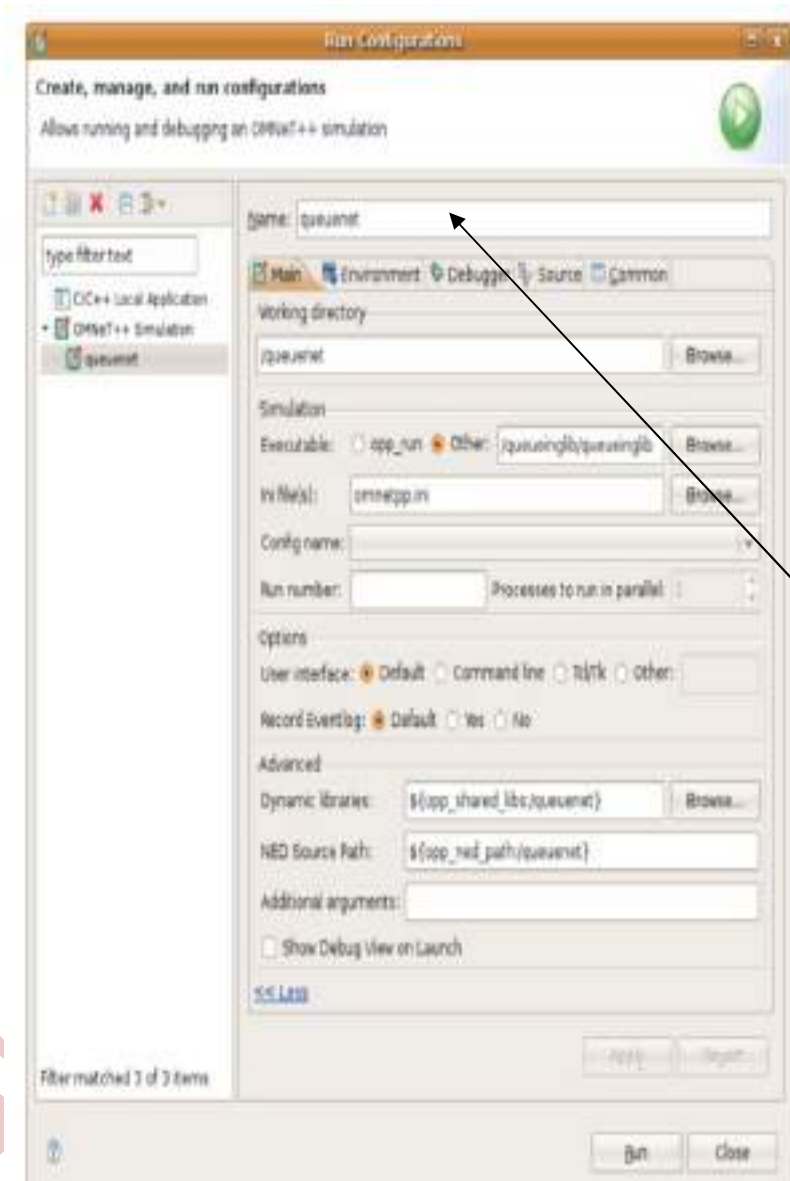 Run Configurations
Create, manage, and run configurations
Allows running and debugging an OMNeT++ simulation
type filter text
C/C++ Local Application
OMNeT++ Simulation
queuenet
Filter matched 3 of 3 items
Name: queuenet
Main Environment Debugger Source Common
Working directory
/queuenet Browse...
Simulation
Executable: opp_run Other: /queueinglib/queueinglib Browse...
Ini file(s): omnetpp.ini Browse...
Config name:
Run number: Processes to run in parallel:
Options
User interface: Default Command line Tcl/Tk Other:
Record Eventlog: Default Yes No
Advanced
Dynamic libraries: ${opp_shared_libs:/queuenet} Browse...
NED Source Path: ${opp_ned_path:/queuenet}
Additional arguments:
Show Debug View on Launch
<< Less
Apply Revert
Run Close